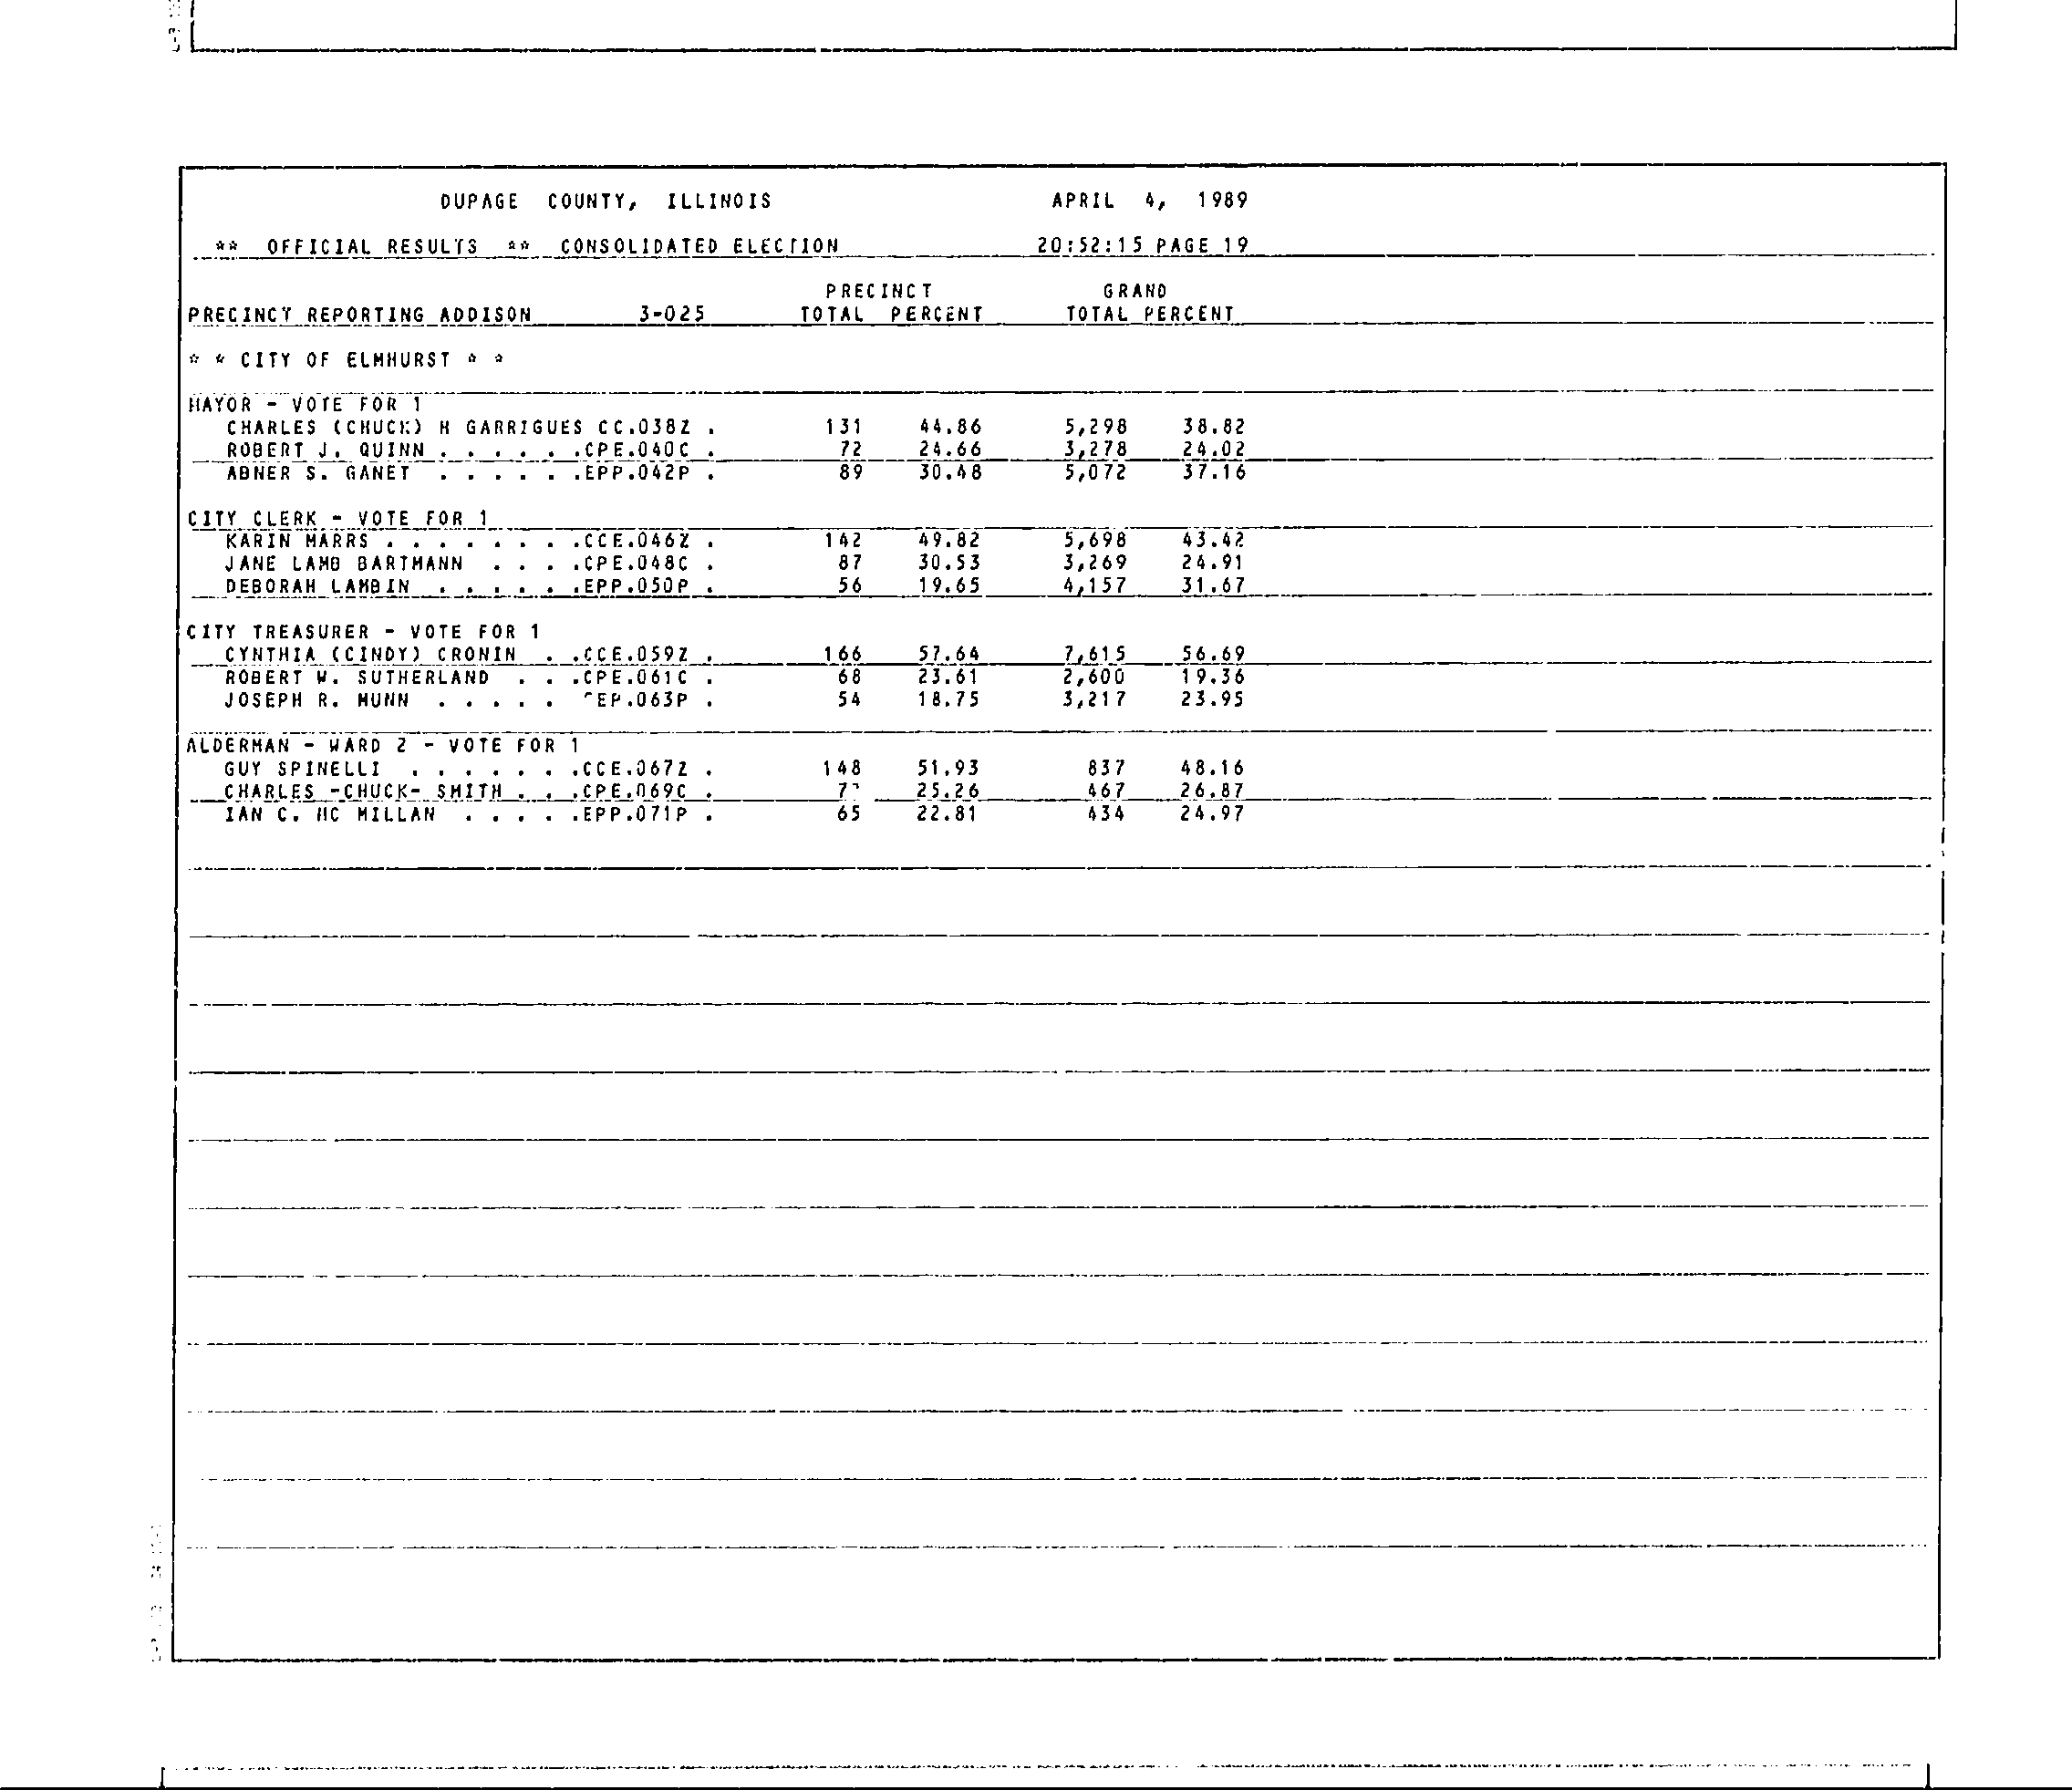 DUPAGE COUNTY, ILLINOIS APRIL 4, 1989
** OFFICIAL RESULTS ** CONSOLIDATED ELECTION 20:52:15 PAGE 19
PRECINCT GRAND
PRECINCT REPORTING ADDISON 3-025 TOTAL PERCENT TOTAL PERCENT
* * CITY OF ELMHURST * *
MAYOR - VOTE FOR 1
CHARLES (CHUCK) H GARRIGUES CC.038Z . 131 44.86 5,298 38.82
ROBERT J. QUINN . . . . . .CPE.040C . 72 24.66 3,278 24.02
ABNER S. GANET . . . . . .EPP.042P . 89 30.48 5,072 37.16
CITY CLERK - VOTE FOR 1
KARIN MARRS . . . . . . . .CCE.046Z . 142 49.82 5,698 43.42
JANE LAMB BARTMANN . . . .CPE.048C . 87 30.53 3,269 24.91
DEBORAH LAMBIN . . . . . .EPP.050P . 56 19.65 4,157 31.67
CITY TREASURER - VOTE FOR 1
CYNTHIA (CINDY) CRONIN . .CCE.059Z . 166 57.64 7,615 56.69
ROBERT W. SUTHERLAND . . .CPE.061C . 68 23.61 2,600 19.36
JOSEPH R. MUNN . . . . . EP.063P . 54 18.75 3,217 23.95
ALDERMAN - WARD 2 - VOTE FOR 1
GUY SPINELLI . . . . . . .CCE.067Z . 148 51.93 837 48.16
CHARLES -CHUCK- SMITH . . .CPE.069C . 25.26 467 26.87
IAN C. MC MILLAN . . . . .EPP.071P . 65 22.81 434 24.97